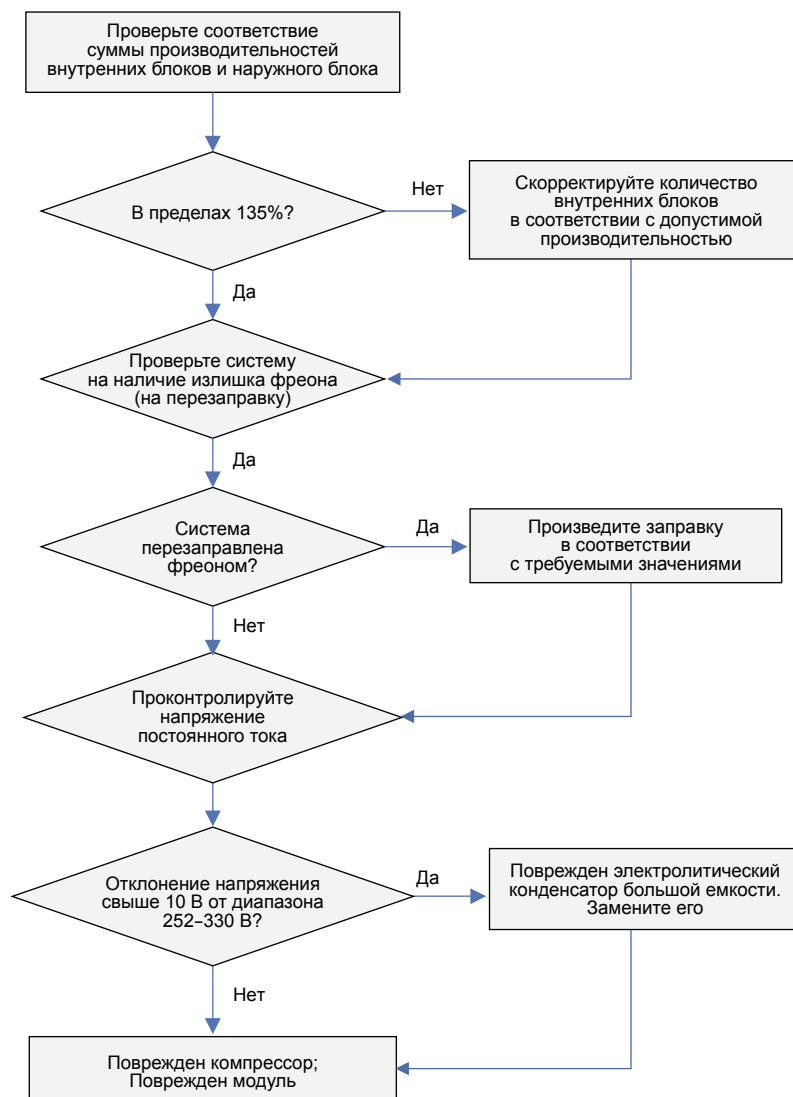 Проверьте соответствие
суммы производительностей
внутренних блоков и наружного блока
В пределах 135%?
Нет
Скорректируйте количество
внутренних блоков
в соответствии с допустимой
производительностью
Да
Проверьте систему
на наличие излишка фреона
(на перезаправку)
Да
Система
перезаправлена
фреоном?
Да
Произведите заправку
в соответствии
с требуемыми значениями
Нет
Проконтролируйте
напряжение
постоянного тока
Отклонение напряжения
свыше 10 В от диапазона
252–330 В?
Да
Поврежден электролитический
конденсатор большой емкости.
Замените его
Нет
Поврежден компрессор;
Поврежден модуль